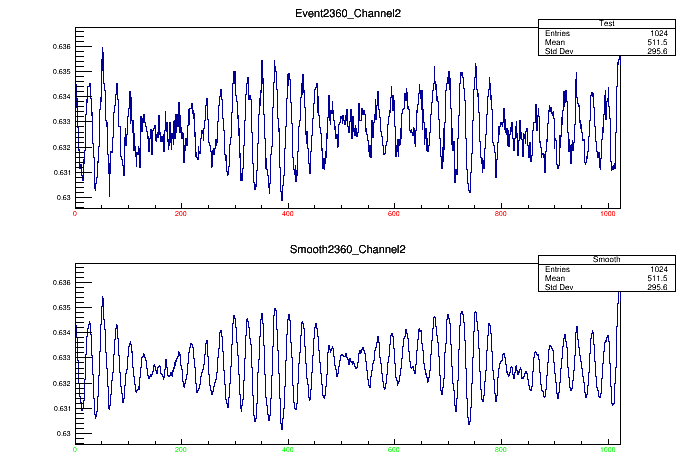 Event2360_Channel2
Test
Entries 1024
Mean 511.5
Std Dev 295.6
0.636
0.635
0.634
0.633
0.632
0.631
0.63
0 200 400 600 800 1000
Smooth2360_Channel2
Smooth
Entries 1024
Mean 511.5
Std Dev 295.6
0.636
0.635
0.634
0.633
0.632
0.631
0.63
0 200 400 600 800 1000